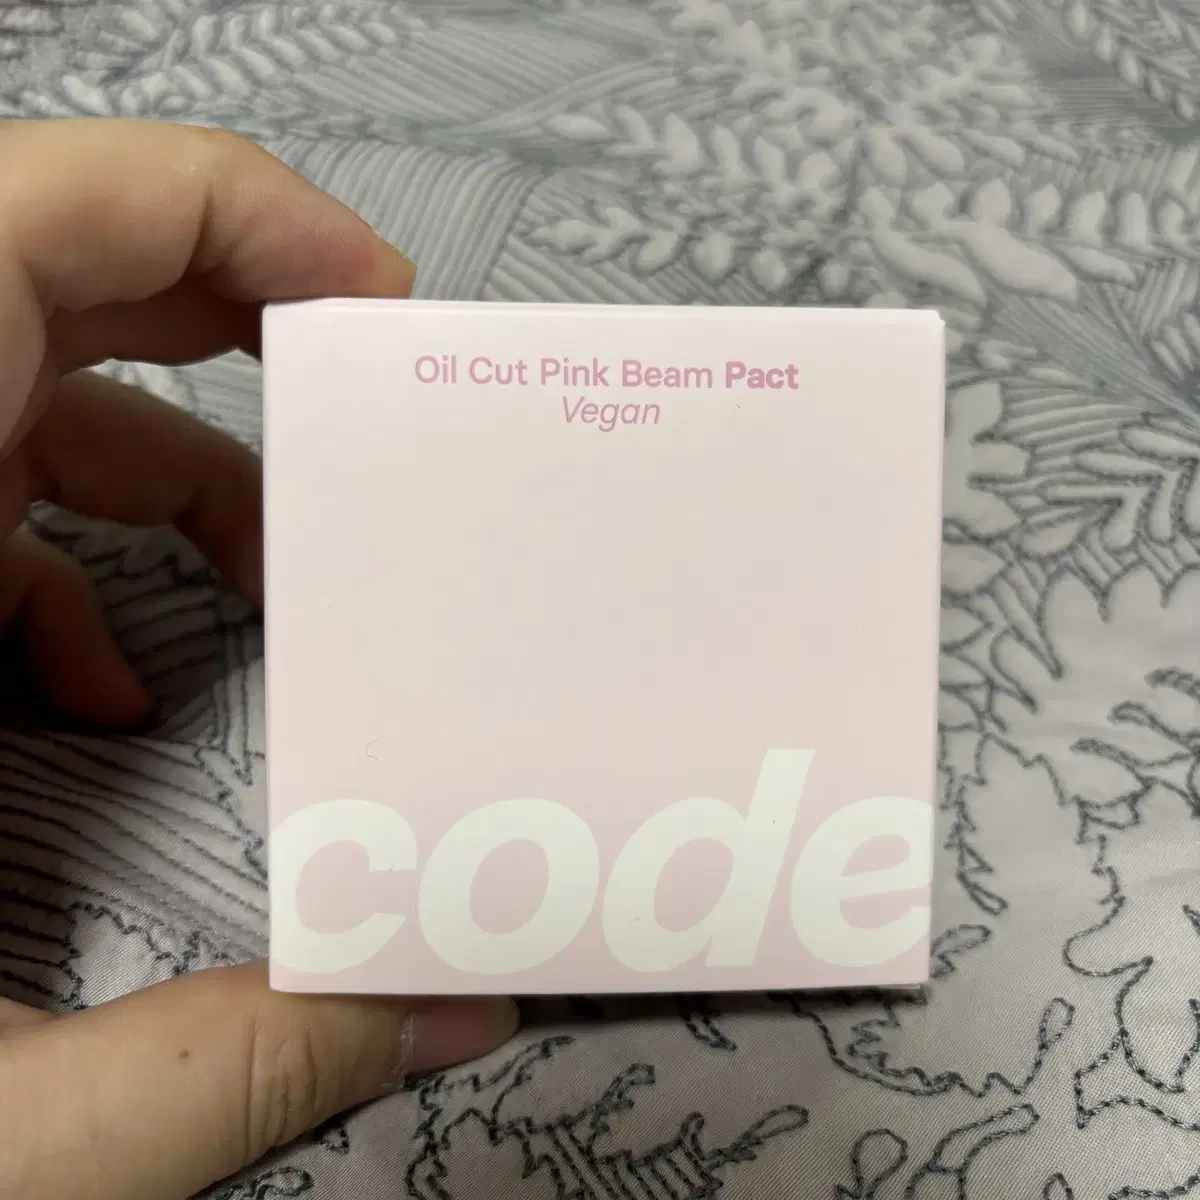 Oil Cut Pink Beam Pact
Vegan
code